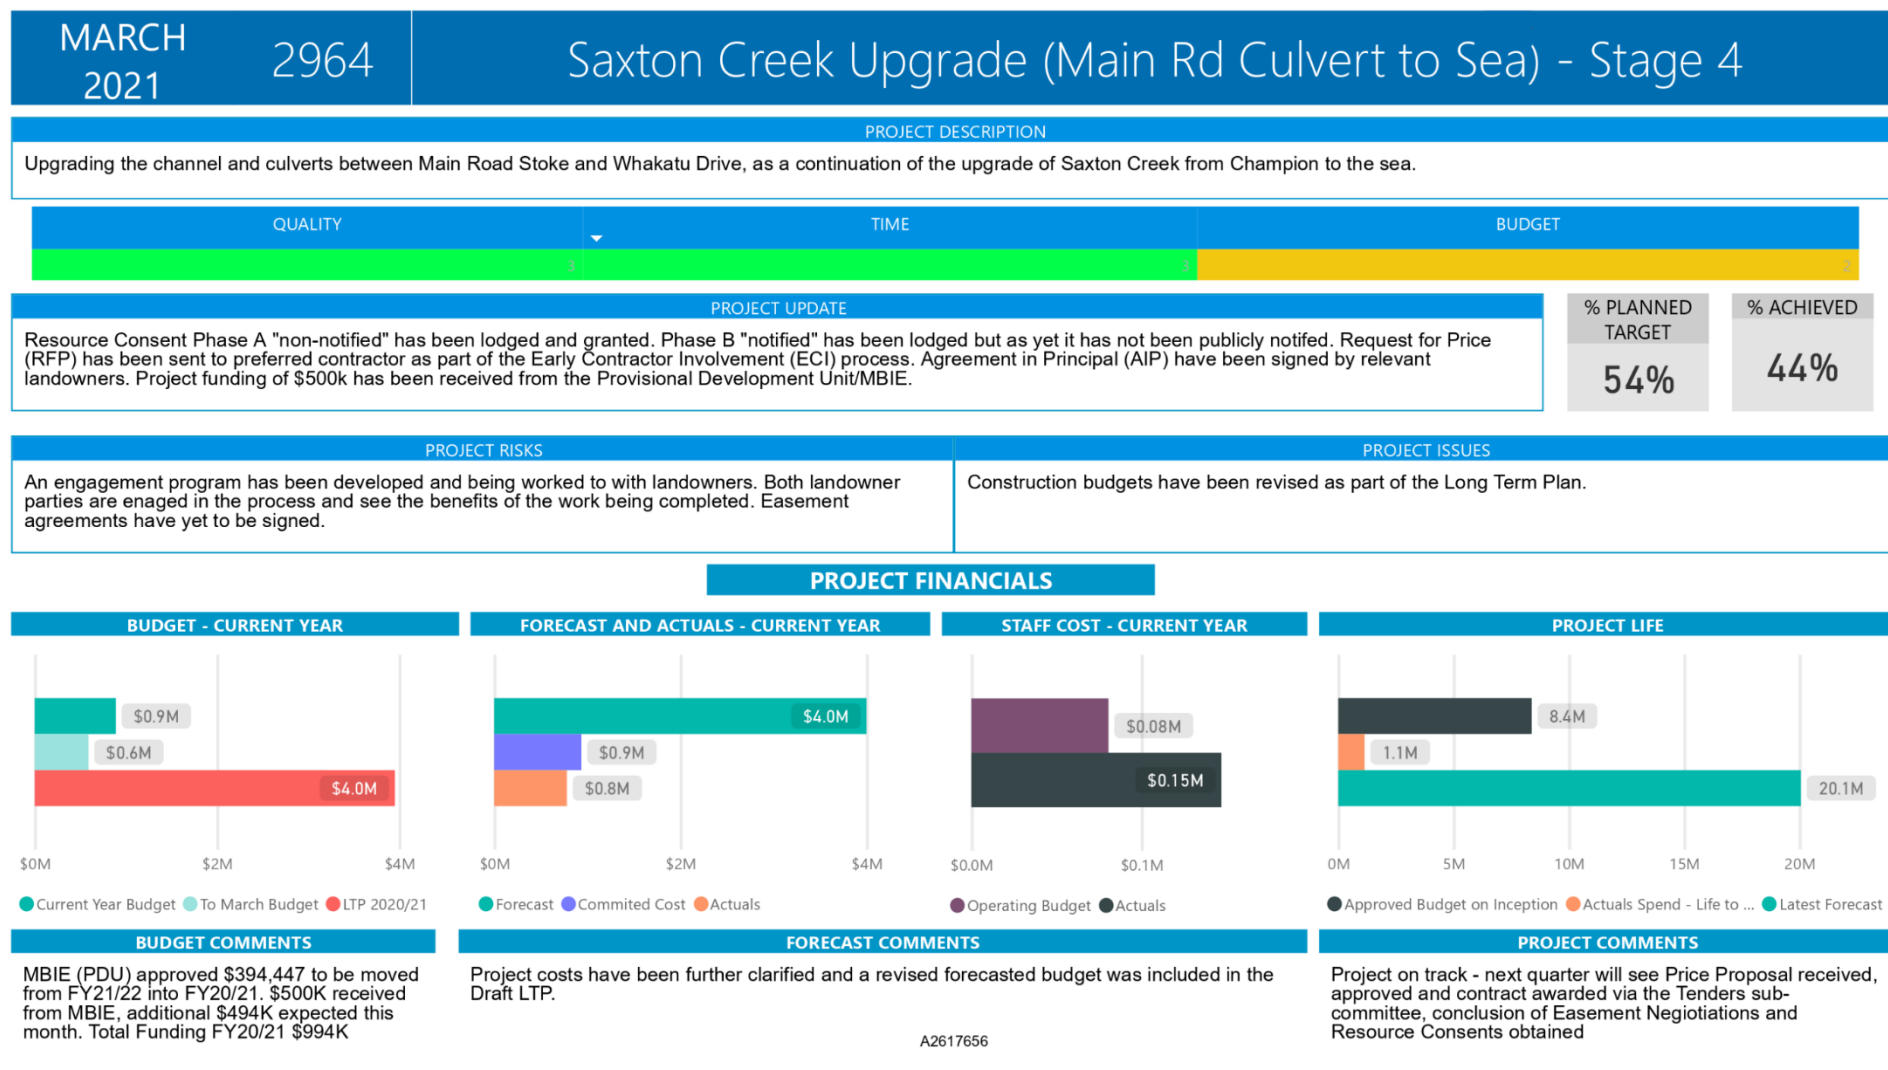 MARCH
2021
2964
Saxton Creek Upgrade (Main Rd Culvert to Sea) - Stage 4
PROJECT DESCRIPTION
Upgrading the channel and culverts between Main Road Stoke and Whakatu Drive, as a continuation of the upgrade of Saxton Creek from Champion to the sea.
QUALITY
TIME
BUDGET
3
3
2
PROJECT UPDATE
Resource Consent Phase A "non-notified" has been lodged and granted. Phase B "notified" has been lodged but as yet it has not been publicly notifed. Request for Price
(RFP) has been sent to preferred contractor as part of the Early Contractor Involvement (ECI) process. Agreement in Principal (AIP) have been signed by relevant
landowners. Project funding of $500k has been received from the Provisional Development Unit/MBIE.
% PLANNED
TARGET
54%
% ACHIEVED
44%
PROJECT RISKS
An engagement program has been developed and being worked to with landowners. Both landowner
parties are enaged in the process and see the benefits of the work being completed. Easement
agreements have yet to be signed.
PROJECT ISSUES
Construction budgets have been revised as part of the Long Term Plan.
PROJECT FINANCIALS
BUDGET - CURRENT YEAR
$0.9M
$0.6M
$4.0M
$0M
$2M
$4M
Current Year Budget
To March Budget
LTP 2020/21
FORECAST AND ACTUALS - CURRENT YEAR
$4.0M
$0.9M
$0.8M
$0M
$2M
$4M
Forecast
Commited Cost
Actuals
STAFF COST - CURRENT YEAR
$0.08M
$0.15M
$0.0M
$0.1M
Operating Budget
Actuals
PROJECT LIFE
8.4M
1.1M
20.1M
0M
5M
10M
15M
20M
Approved Budget on Inception
Actuals Spend - Life to ...
Latest Forecast
BUDGET COMMENTS
MBIE (PDU) approved $394,447 to be moved
from FY21/22 into FY20/21. $500K received
from MBIE, additional $494K expected this
month. Total Funding FY20/21 $994K
FORECAST COMMENTS
Project costs have been further clarified and a revised forecasted budget was included in the
Draft LTP.
PROJECT COMMENTS
Project on track - next quarter will see Price Proposal received,
approved and contract awarded via the Tenders sub-
committee, conclusion of Easement Negiotiations and
Resource Consents obtained
A2617656